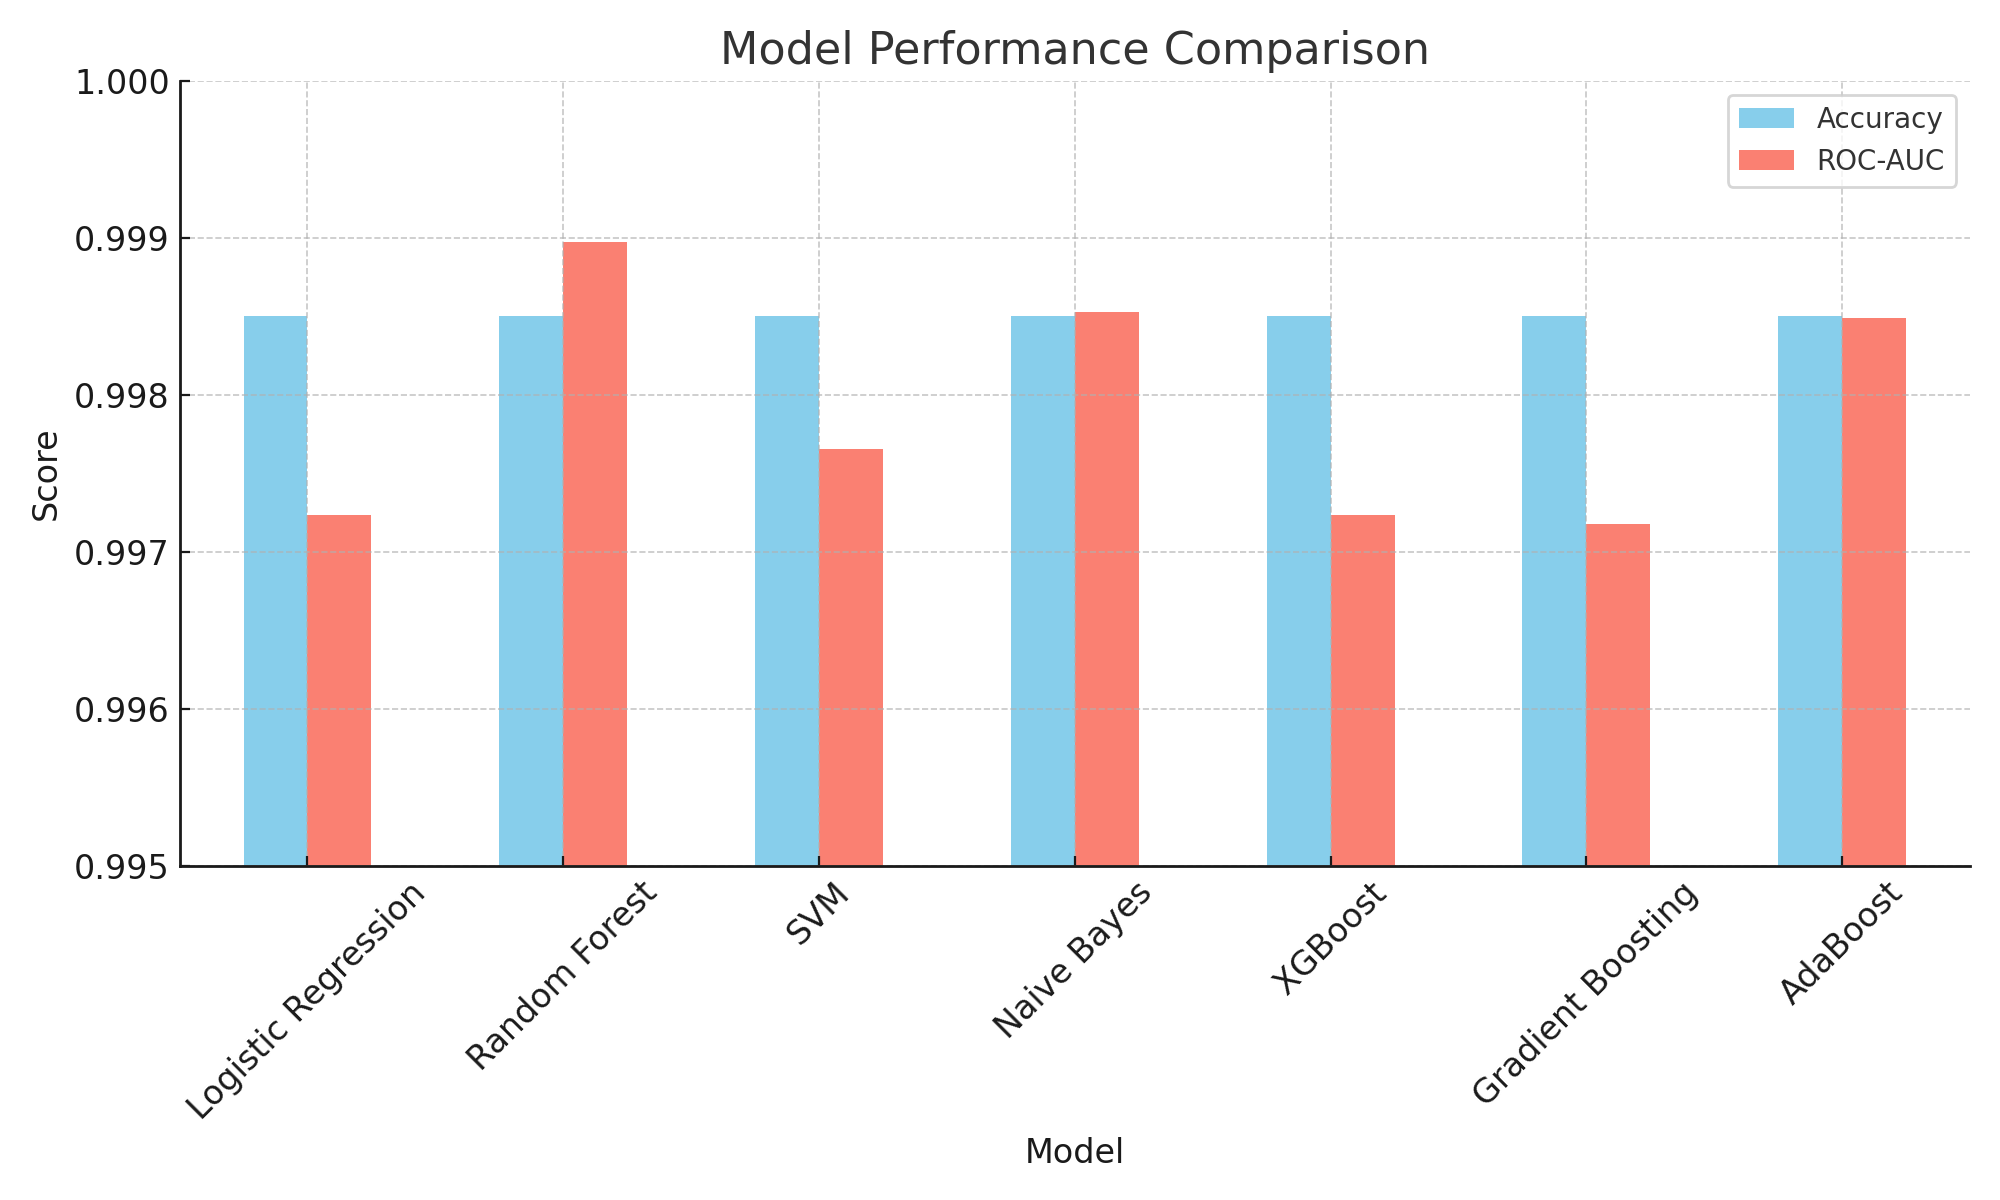 Model Performance Comparison
1.000
0.999
0.998
0.997
0.996
0.995
Score
Accuracy
ROC-AUC
Logistic Regression
Random Forest
SVM
Naive Bayes
XGBoost
Gradient Boosting
AdaBoost
Model